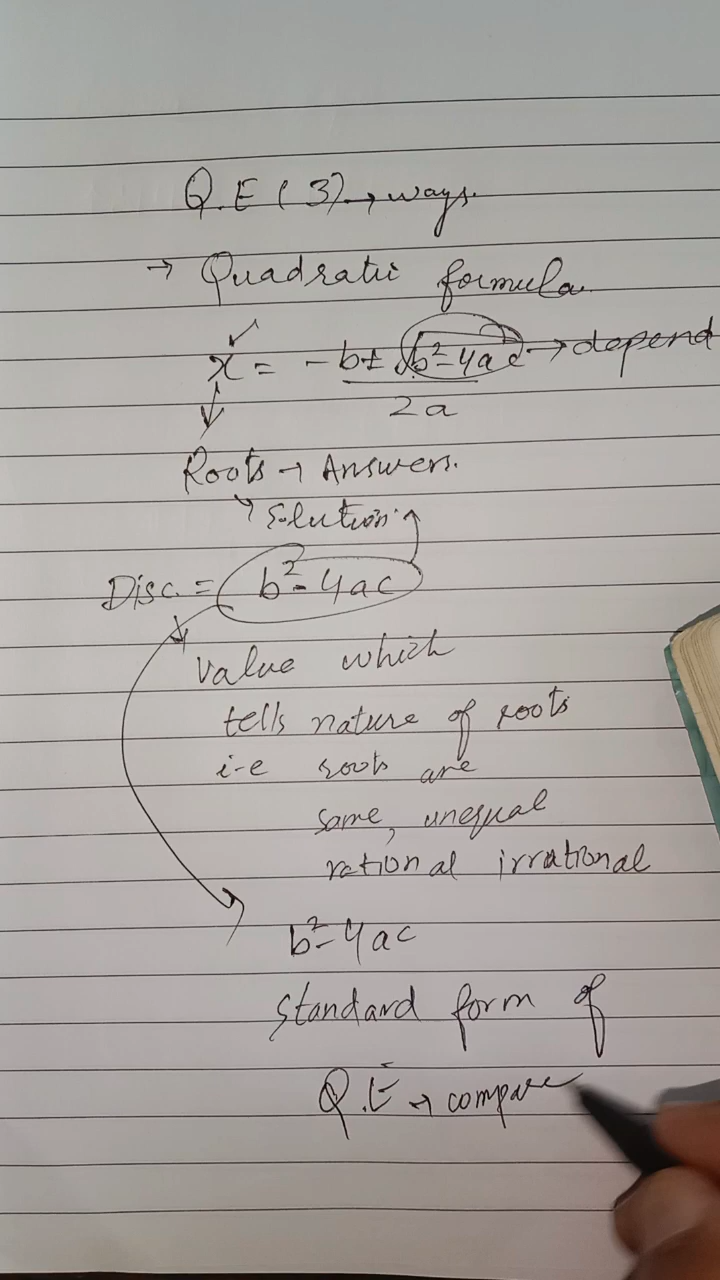 Q.E (3) → ways.
→ Quadratic formula.
x = -b ± √b²-4ac → depend
2a
Roots → Answers.
↘ Solution.
Disc. = b²-4ac
value which
tells nature of roots
i-e roots are
same, unequal
rational irrational
b²-4ac
standard form of
Q.E → compare